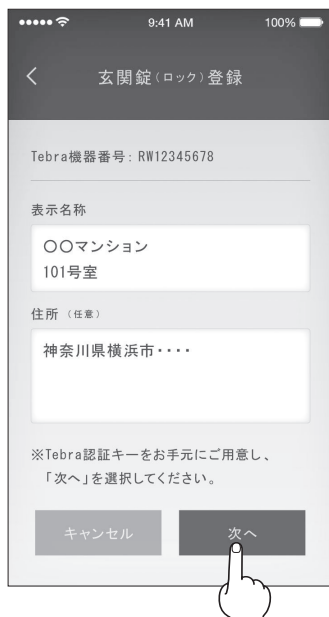 9:41 AM
100%
玄関錠(ロック)登録
Tebra機器番号: RW12345678
表示名称
〇〇マンション
101号室
住所 (任意)
神奈川県横浜市・・・・
※Tebra認証キーをお手元にご用意し、
「次へ」を選択してください。
キャンセル
次へ